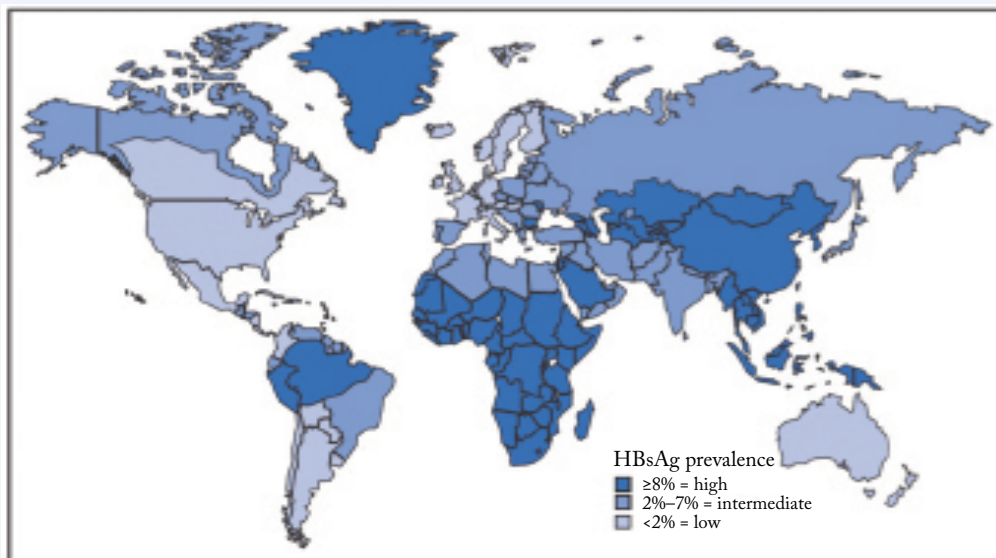 HBsAg prevalence
≥8% = high
2%–7% = intermediate
<2% = low